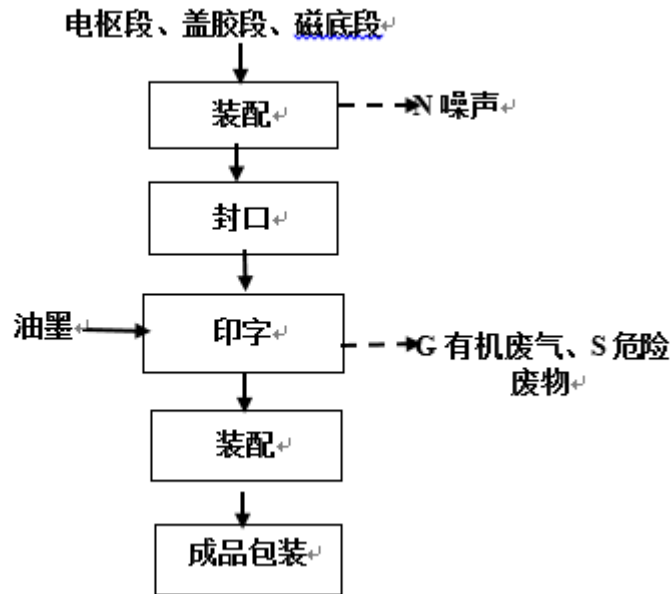 电枢段、盖胶段、磁底段
装配
N 噪声
封口
油墨
印字
G 有机废气、S 危险
废物
装配
成品包装